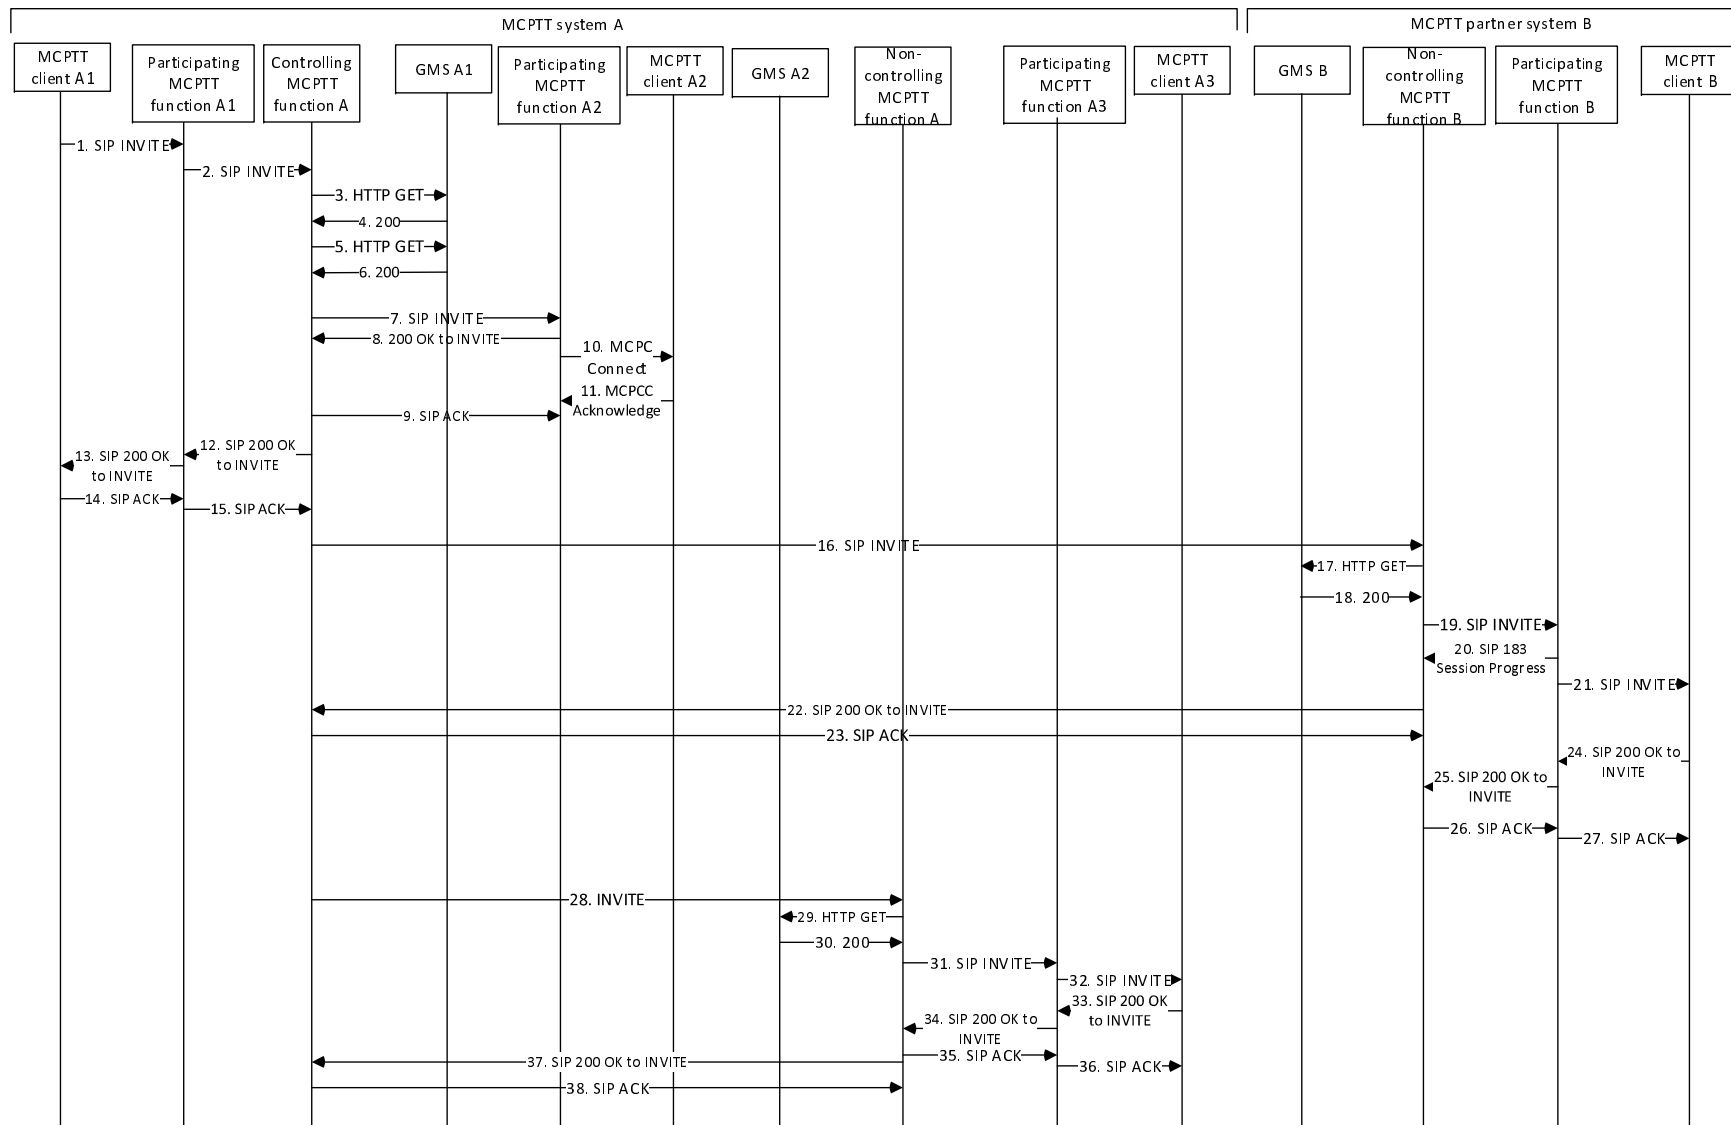 MCPTT system A
MCPTT partner system B
MCPTT
client A1
Participating
MCPTT
function A1
Controlling
MCPTT
function A
GMS A1
Participating
MCPTT
function A2
MCPTT
client A2
GMS A2
Non-
controlling
MCPTT
function A
Participating
MCPTT
function A3
MCPTT
client A3
GMS B
Non-
controlling
MCPTT
function B
Participating
MCPTT
function B
MCPTT
client B
1. SIP INVITE
2. SIP INVITE
3. HTTP GET
4. 200
5. HTTP GET
6. 200
7. SIP INVITE
8. 200 OK to INVITE
10. MCPC
Connect
11. MCPCC
Acknowledge
9. SIP ACK
12. SIP 200 OK
to INVITE
13. SIP 200 OK
to INVITE
14. SIP ACK
15. SIP ACK
16. SIP INVITE
17. HTTP GET
18. 200
19. SIP INVITE
20. SIP 183
Session Progress
21. SIP INVITE
22. SIP 200 OK to INVITE
23. SIP ACK
24. SIP 200 OK to
INVITE
25. SIP 200 OK to
INVITE
26. SIP ACK
27. SIP ACK
28. INVITE
29. HTTP GET
30. 200
31. SIP INVITE
32. SIP INVITE
33. SIP 200 OK
to INVITE
34. SIP 200 OK to
INVITE
35. SIP ACK
36. SIP ACK
37. SIP 200 OK to INVITE
38. SIP ACK